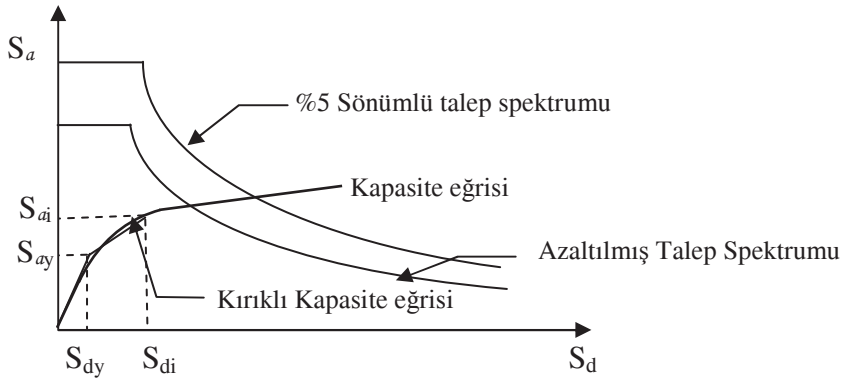 Sa
%5 Sönümlü talep spektrumu
Kapasite eğrisi
Sai
Say
Azaltılmış Talep Spektrumu
Kırıklı Kapasite eğrisi
Sdy
Sdi
Sd